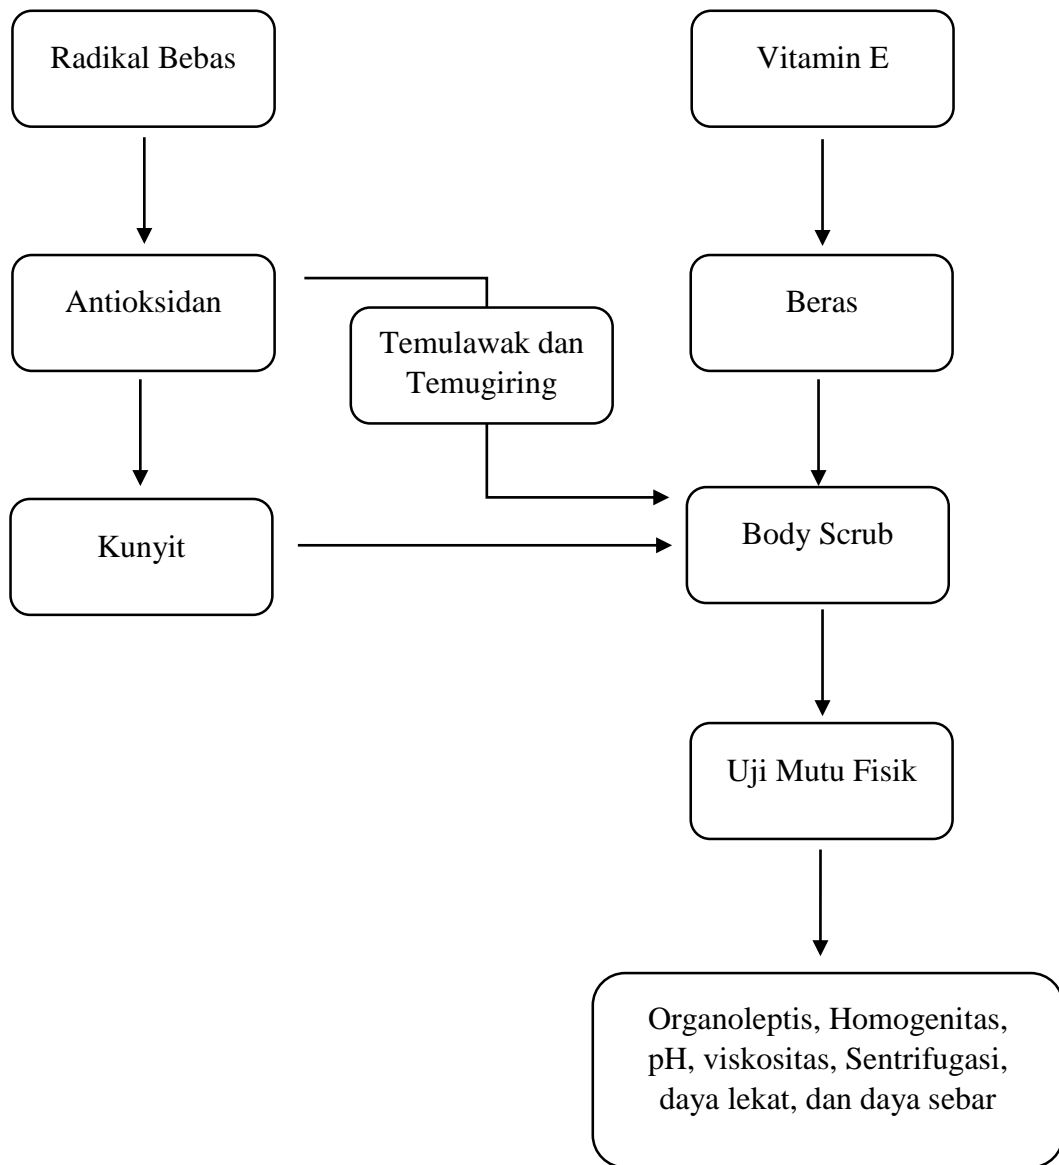 Radikal Bebas
Vitamin E
Antioksidan
Temulawak dan
Temugiring
Beras
Kunyit
Body Scrub
Uji Mutu Fisik
Organoleptis, Homogenitas,
pH, viskositas, Sentrifugasi,
daya lekat, dan daya sebar